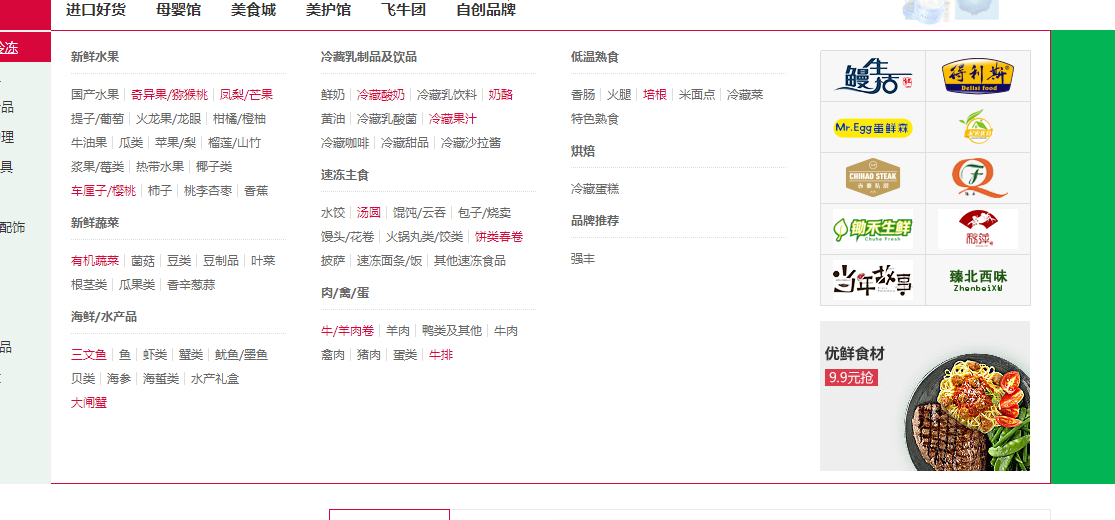 进口好货 母婴馆 美食城 美护馆 飞牛团 自创品牌
冷冻
品
理
具
配饰
品
新鲜水果
国产水果 奇异果/猕猴桃 凤梨/芒果
提子/葡萄 火龙果/龙眼 柑橘/橙柚
牛油果 瓜类 苹果/梨 榴莲/山竹
浆果/莓类 热带水果 椰子类
车厘子/樱桃 柿子 桃李杏枣 香蕉
新鲜蔬菜
有机蔬菜 菌菇 豆类 豆制品 叶菜
根茎类 瓜果类 香辛葱蒜
海鲜/水产品
三文鱼 鱼 虾类 蟹类 鱿鱼/墨鱼
贝类 海参 海蜇类 水产礼盒
大闸蟹
冷藏乳制品及饮品
鲜奶 冷藏酸奶 冷藏乳饮料 奶酪
黄油 冷藏乳酸菌 冷藏果汁
冷藏咖啡 冷藏甜品 冷藏沙拉酱
速冻主食
水饺 汤圆 馄饨/云吞 包子/烧卖
馒头/花卷 火锅丸类/饺类 饼类春卷
披萨 速冻面条/饭 其他速冻食品
肉/禽/蛋
牛/羊肉卷 羊肉 鸭类及其他 牛肉
禽肉 猪肉 蛋类 牛排
低温熟食
香肠 火腿 培根 米面点 冷藏菜
特色熟食
烘焙
冷藏蛋糕
品牌推荐
强丰
鳗生活
得利斯
Delisi food
Mr.Egg蛋鲜森
CHIHAO STEAK
锄禾生鲜
Chuhe Fresh
当年故事
臻北西味
ZhenbeiXW
优鲜食材
9.9元抢